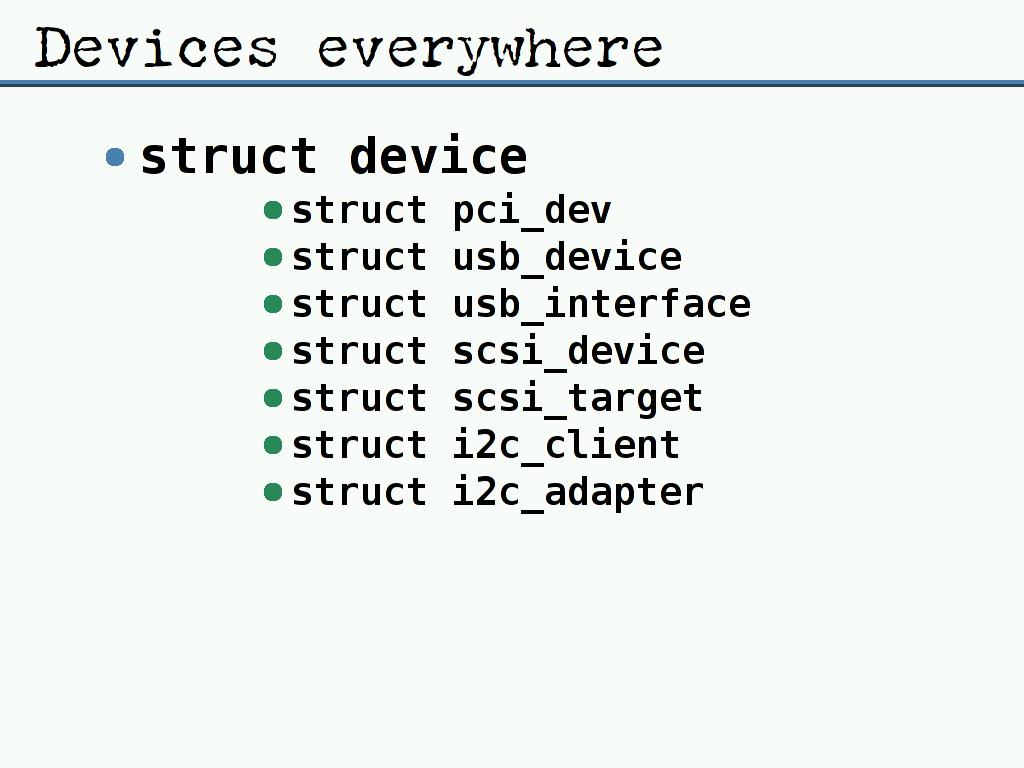 Devices everywhere
struct device
struct pci_dev
struct usb_device
struct usb_interface
struct scsi_device
struct scsi_target
struct i2c_client
struct i2c_adapter